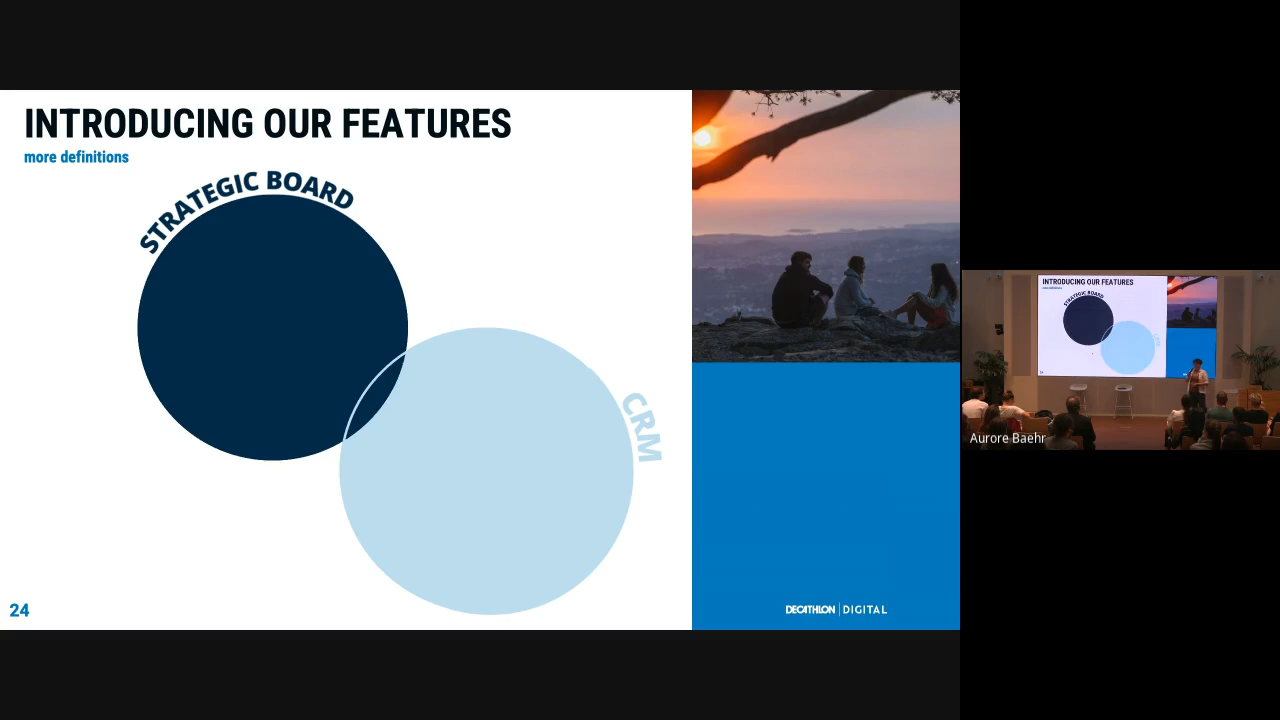 INTRODUCING OUR FEATURES
more definitions
STRATEGIC BOARD
CRM
24
DECATHLON | DIGITAL
INTRODUCING OUR FEATURES
STRATEGIC BOARD
Aurore Baehr